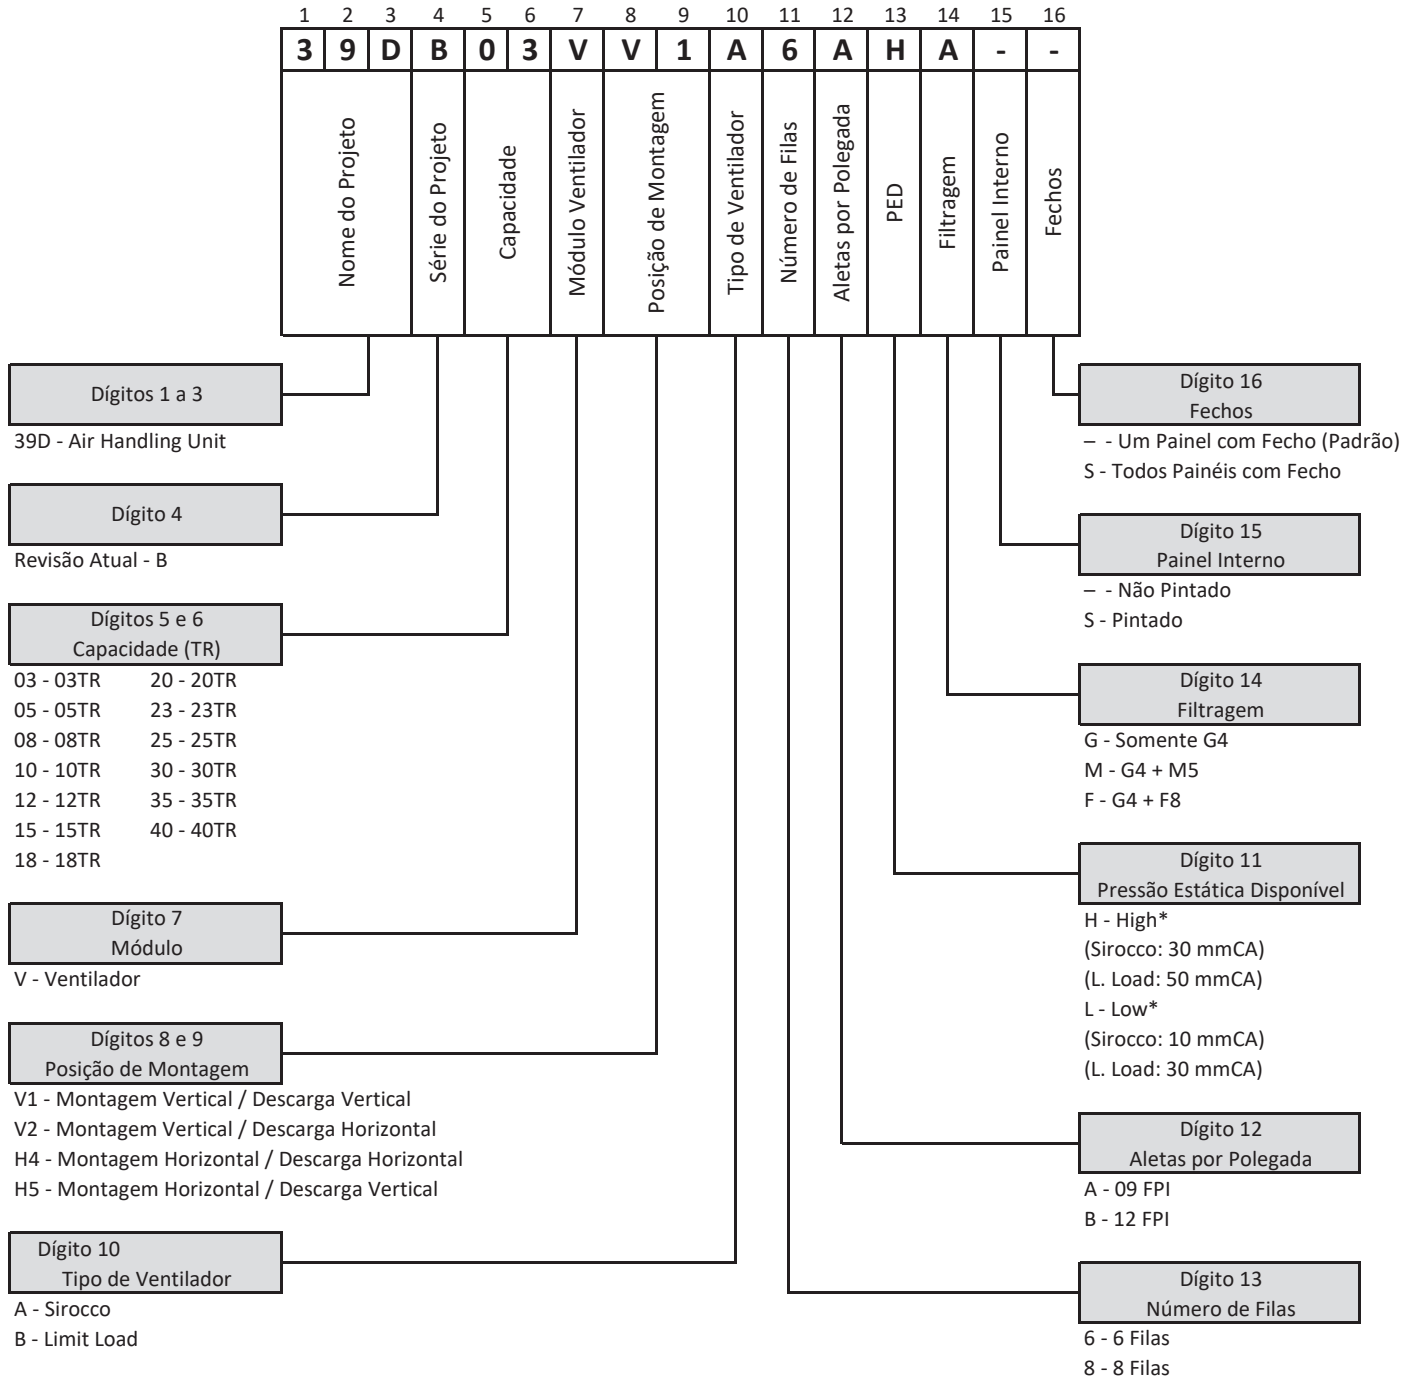 1 2 3 4 5 6 7 8 9 10 11 12 13 14 15 16
3 9 D B 0 3 V V 1 A 6 A H A - -
Nome do Projeto
Série do Projeto
Capacidade
Módulo Ventilador
Posição de Montagem
Tipo de Ventilador
Número de Filas
Aletas por Polegada
PED
Filtragem
Painel Interno
Fechos
Dígitos 1 a 3
39D - Air Handling Unit
Dígito 4
Revisão Atual - B
Dígitos 5 e 6
Capacidade (TR)
03 - 03TR 20 - 20TR
05 - 05TR 23 - 23TR
08 - 08TR 25 - 25TR
10 - 10TR 30 - 30TR
12 - 12TR 35 - 35TR
15 - 15TR 40 - 40TR
18 - 18TR
Dígito 7
Módulo
V - Ventilador
Dígitos 8 e 9
Posição de Montagem
V1 - Montagem Vertical / Descarga Vertical
V2 - Montagem Vertical / Descarga Horizontal
H4 - Montagem Horizontal / Descarga Horizontal
H5 - Montagem Horizontal / Descarga Vertical
Dígito 10
Tipo de Ventilador
A - Sirocco
B - Limit Load
Dígito 16
Fechos
– - Um Painel com Fecho (Padrão)
S - Todos Painéis com Fecho
Dígito 15
Painel Interno
– - Não Pintado
S - Pintado
Dígito 14
Filtragem
G - Somente G4
M - G4 + M5
F - G4 + F8
Dígito 11
Pressão Estática Disponível
H - High*
(Sirocco: 30 mmCA)
(L. Load: 50 mmCA)
L - Low*
(Sirocco: 10 mmCA)
(L. Load: 30 mmCA)
Dígito 12
Aletas por Polegada
A - 09 FPI
B - 12 FPI
Dígito 13
Número de Filas
6 - 6 Filas
8 - 8 Filas